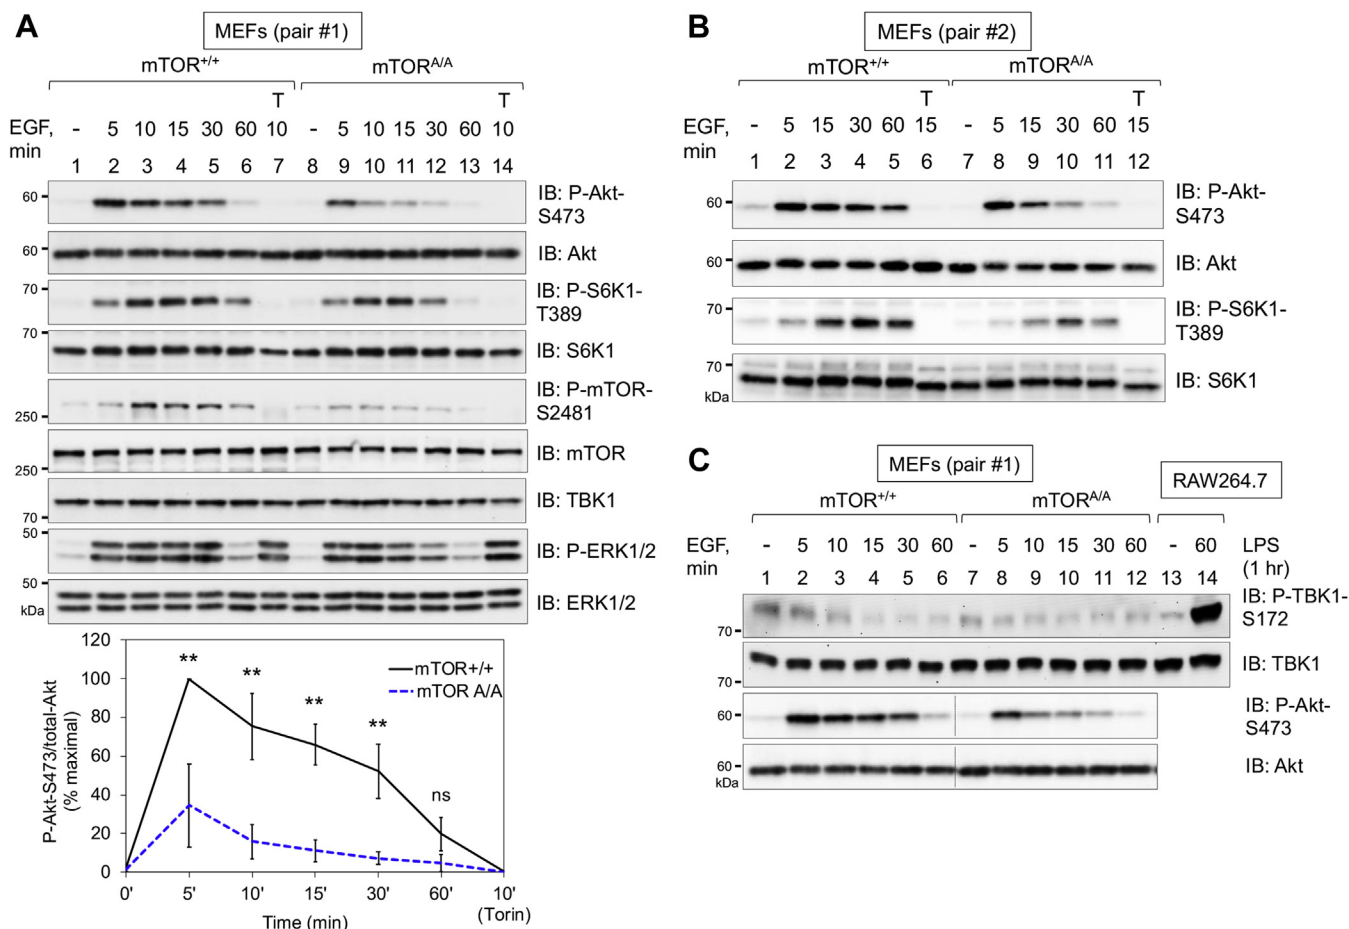 A
MEFs (pair #1)
mTOR+/+
mTORA/A
T
T
EGF, min
- 5 10 15 30 60 10 - 5 10 15 30 60 10
1 2 3 4 5 6 7 8 9 10 11 12 13 14
60
IB: P-Akt-
S473
60
IB: Akt
70
IB: P-S6K1-
T389
70
IB: S6K1
IB: P-mTOR-
S2481
250
IB: mTOR
250
IB: TBK1
70
50
IB: P-ERK1/2
50
IB: ERK1/2
kDa
120
100
80
60
40
20
0
P-Akt-S473/total-Akt
(% maximal)
**
**
**
**
ns
mTOR+/+
mTOR A/A
0' 5' 10' 15' 30' 60' 10'
(Torin)
Time (min)
B
MEFs (pair #2)
mTOR+/+
mTORA/A
T
T
EGF,
min
- 5 15 30 60 15 - 5 15 30 60 15
1 2 3 4 5 6 7 8 9 10 11 12
60
IB: P-Akt-
S473
60
IB: Akt
70
IB: P-S6K1-
T389
70
IB: S6K1
kDa
C
MEFs (pair #1)
RAW264.7
mTOR+/+
mTORA/A
EGF,
min
- 5 10 15 30 60 - 5 10 15 30 60 - 60
LPS
(1 hr)
1 2 3 4 5 6 7 8 9 10 11 12 13 14
IB: P-TBK1-
S172
70
IB: TBK1
70
60
IB: P-Akt-
S473
60
IB: Akt
kDa